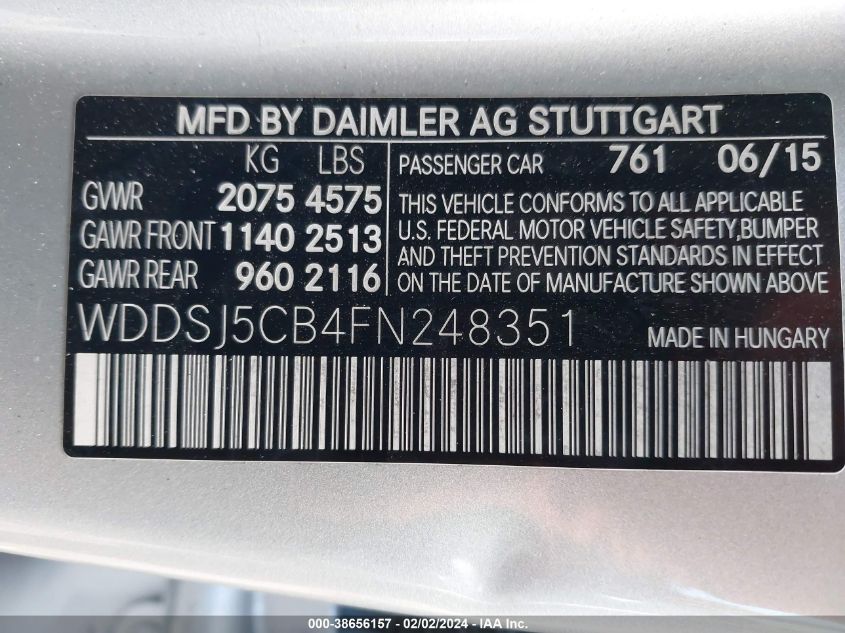 MFD BY DAIMLER AG STUTTGART
KG LBS
GVWR 2075 4575
GAWR FRONT 1140 2513
GAWR REAR 960 2116
PASSENGER CAR 761 06/15
THIS VEHICLE CONFORMS TO ALL APPLICABLE
U.S. FEDERAL MOTOR VEHICLE SAFETY, BUMPER
AND THEFT PREVENTION STANDARDS IN EFFECT
ON THE DATE OF MANUFACTURE SHOWN ABOVE
WDDSJ5CB4FN248351 MADE IN HUNGARY
000-38656157 - 02/02/2024 - IAA, Inc.